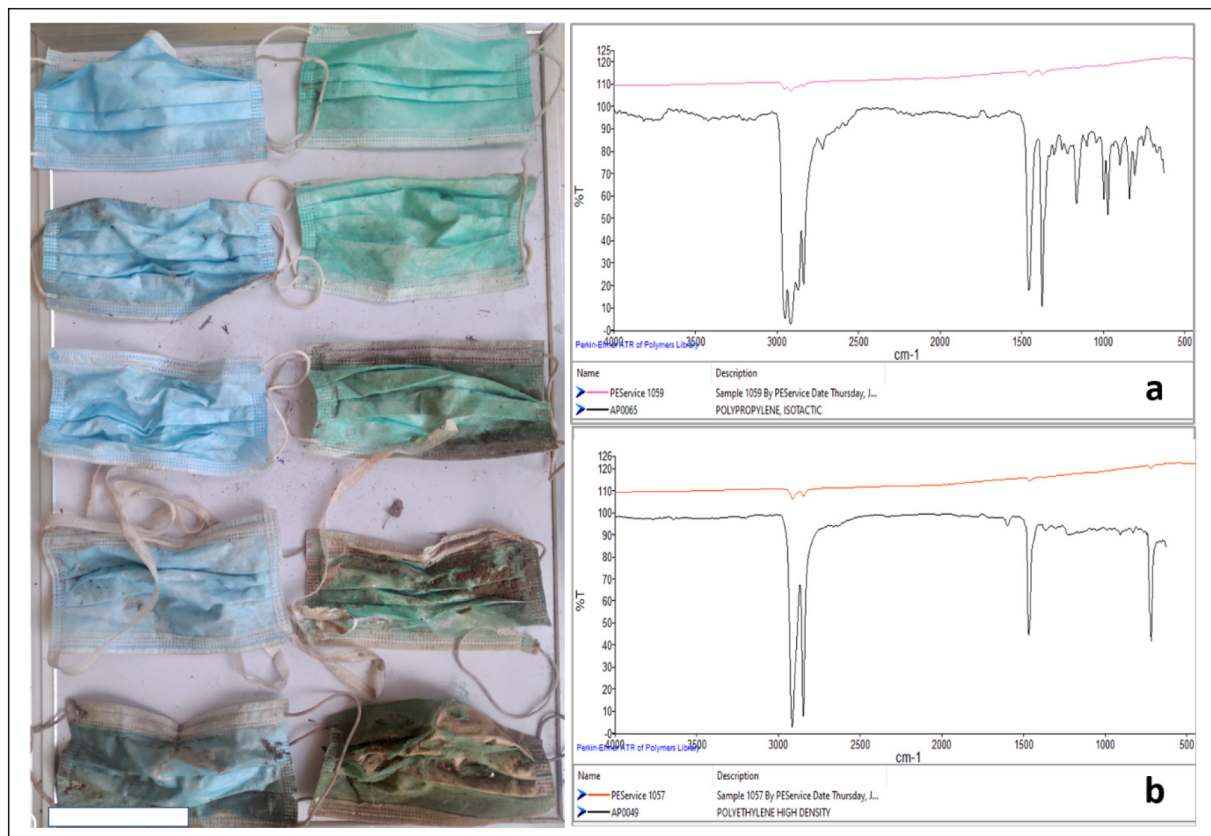 125
120
110
100
90
80
70
60
50
40
30
20
10
-0
%T
4000 3500 3000 2500 2000 1500 1000 500 450
Perkin-Elmer ATR of Polymers Library
cm-1
Name Description
PEService 1059 Sample 1059 By PEService Date Thursday, J...
AP0065 POLYPROPYLENE, ISOTACTIC
a
126
120
110
100
90
80
70
60
50
40
30
20
10
-0
%T
4000 3500 3000 2500 2000 1500 1000 500 450
Perkin-Elmer ATR of Polymers Library
cm-1
Name Description
PEService 1057 Sample 1057 By PEService Date Thursday, J...
AP0049 POLYETHYLENE HIGH DENSITY
b